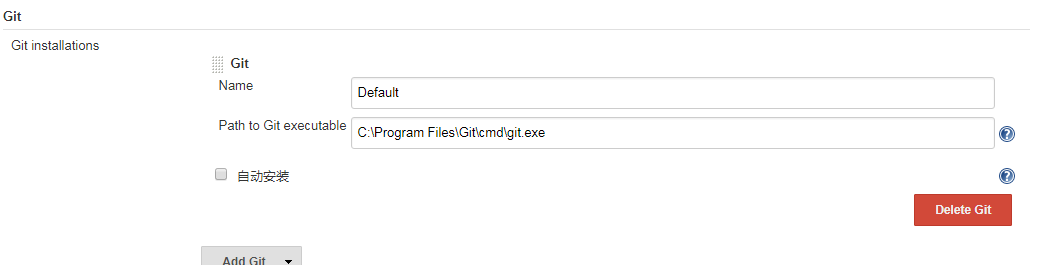 Git
Git installations
Git
Name
Default
Path to Git executable
C:\Program Files\Git\cmd\git.exe
自动安装
Delete Git
Add Git